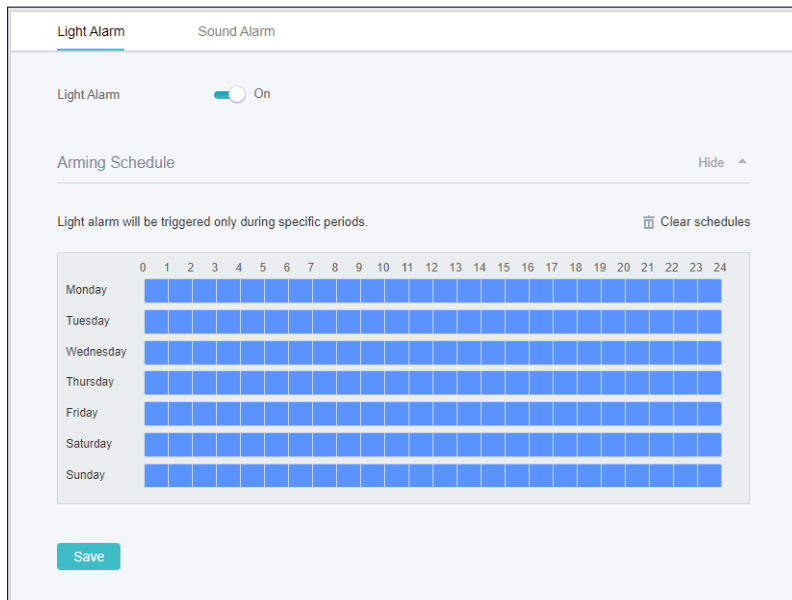 Light Alarm Sound Alarm
Light Alarm On
Arming Schedule Hide
Light alarm will be triggered only during specific periods. Clear schedules
0 1 2 3 4 5 6 7 8 9 10 11 12 13 14 15 16 17 18 19 20 21 22 23 24
Monday
Tuesday
Wednesday
Thursday
Friday
Saturday
Sunday
Save